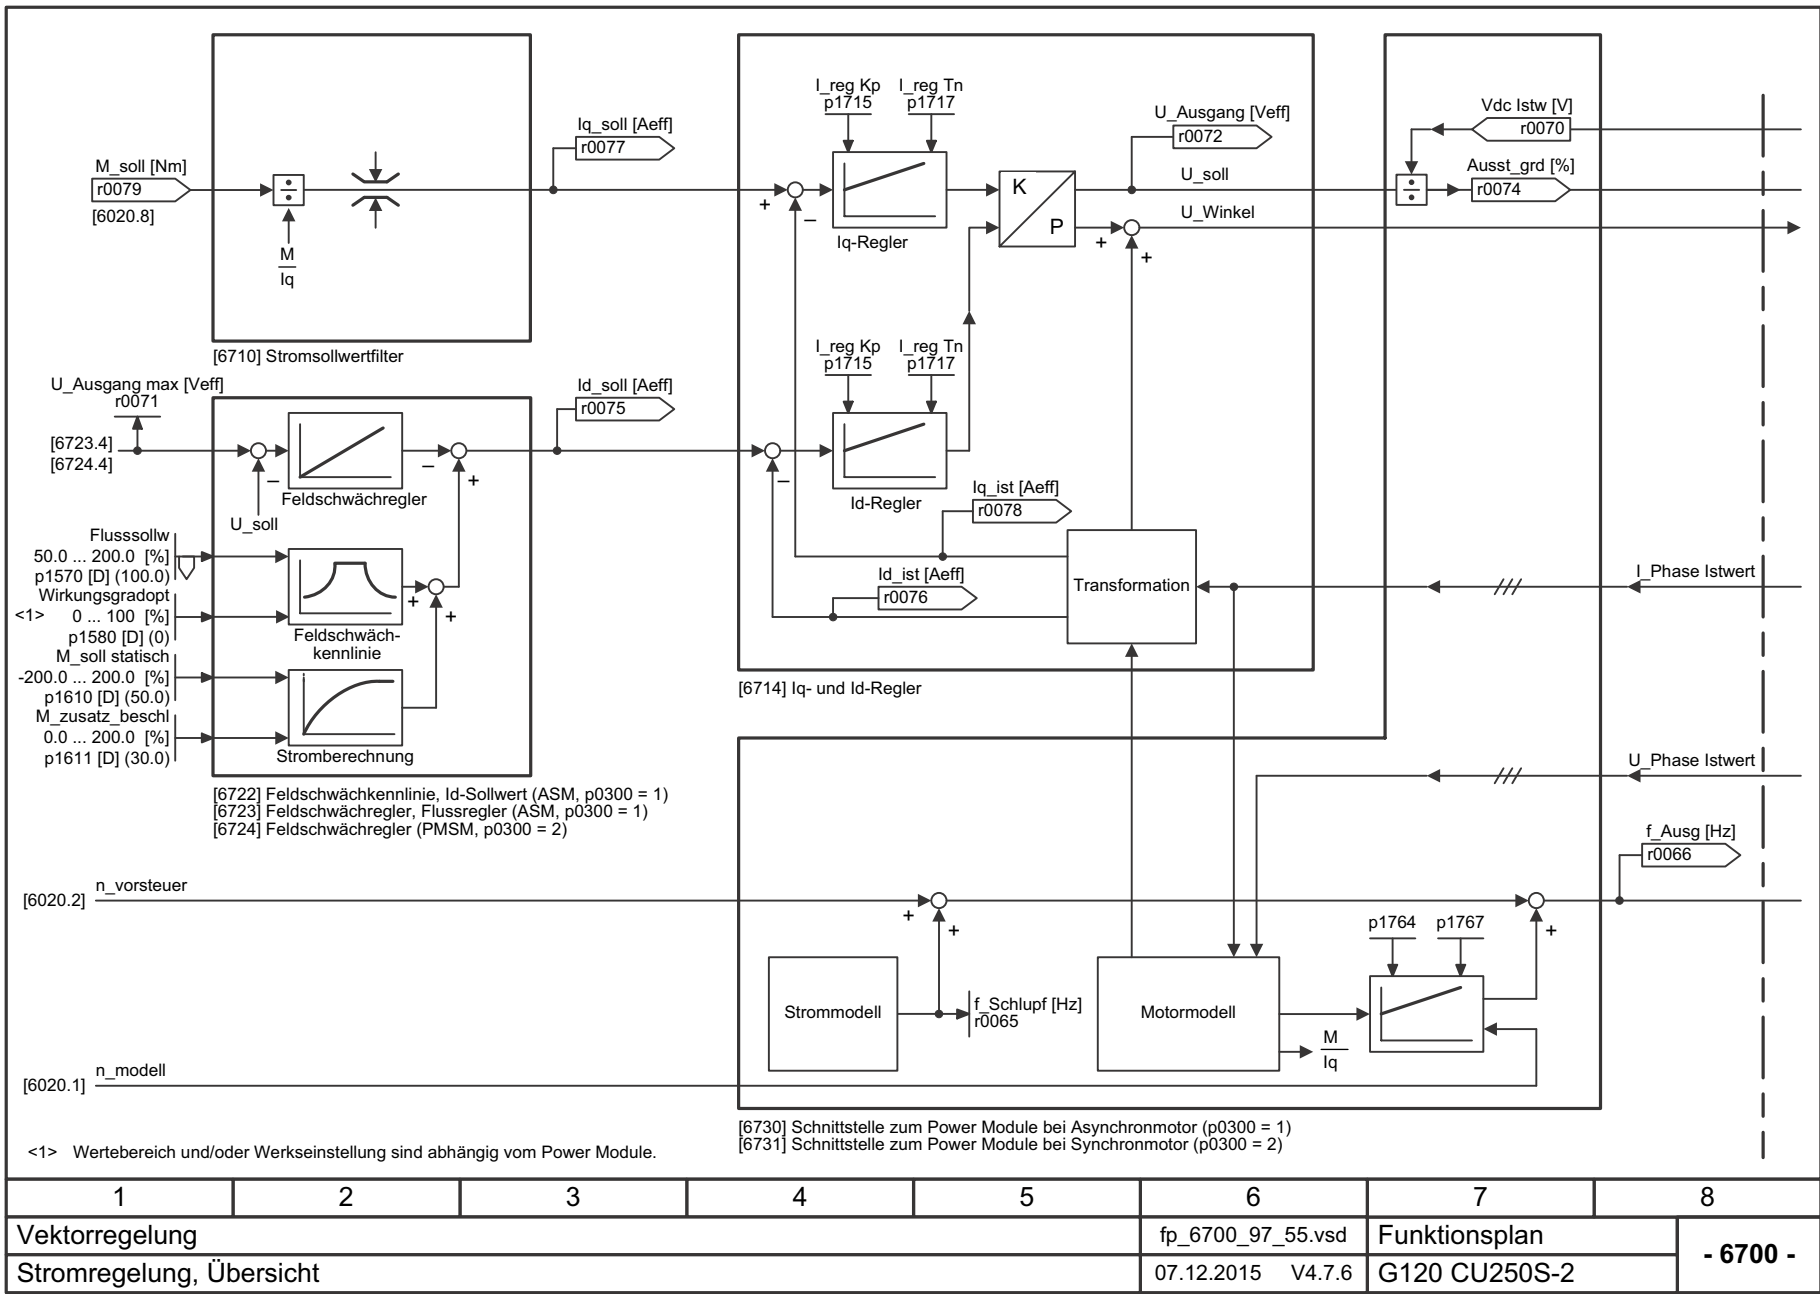 M_soll [Nm]
r0079
[6020.8]
÷
M
Iq
[6710] Stromsollwertfilter
Iq_soll [Aeff]
r0077
I_reg Kp
p1715
I_reg Tn
p1717
+
–
Iq-Regler
K
P
U_Ausgang [Veff]
r0072
U_soll
U_Winkel
+
+
Vdc Istw [V]
r0070
÷
Ausst_grd [%]
r0074
U_Ausgang max [Veff]
r0071
[6723.4]
[6724.4]
–
U_soll
Feldschwächregler
–
+
Id_soll [Aeff]
r0075
I_reg Kp
p1715
I_reg Tn
p1717
–
Id-Regler
Iq_ist [Aeff]
r0078
Id_ist [Aeff]
r0076
Transformation
I_Phase Istwert
Flusssollw
50.0 ... 200.0 [%]
p1570 [D] (100.0)
Wirkungsgradopt
<1> 0 ... 100 [%]
p1580 [D] (0)
M_soll statisch
-200.0 ... 200.0 [%]
p1610 [D] (50.0)
M_zusatz_beschl
0.0 ... 200.0 [%]
p1611 [D] (30.0)
Feldschwäch-
kennlinie
+
+
Stromberechnung
[6722] Feldschwächkennlinie, Id-Sollwert (ASM, p0300 = 1)
[6723] Feldschwächregler, Flussregler (ASM, p0300 = 1)
[6724] Feldschwächregler (PMSM, p0300 = 2)
[6714] Iq- und Id-Regler
U_Phase Istwert
f_Ausg [Hz]
r0066
[6020.2]
n_vorsteuer
+
+
p1764
p1767
+
Strommodell
f_Schlupf [Hz]
r0065
Motormodell
M
Iq
[6020.1]
n_modell
[6730] Schnittstelle zum Power Module bei Asynchronmotor (p0300 = 1)
[6731] Schnittstelle zum Power Module bei Synchronmotor (p0300 = 2)
<1> Wertebereich und/oder Werkseinstellung sind abhängig vom Power Module.
1 2 3 4 5 6 7 8
Vektorregelung
fp_6700_97_55.vsd
Funktionsplan
- 6700 -
Stromregelung, Übersicht
07.12.2015 V4.7.6
G120 CU250S-2